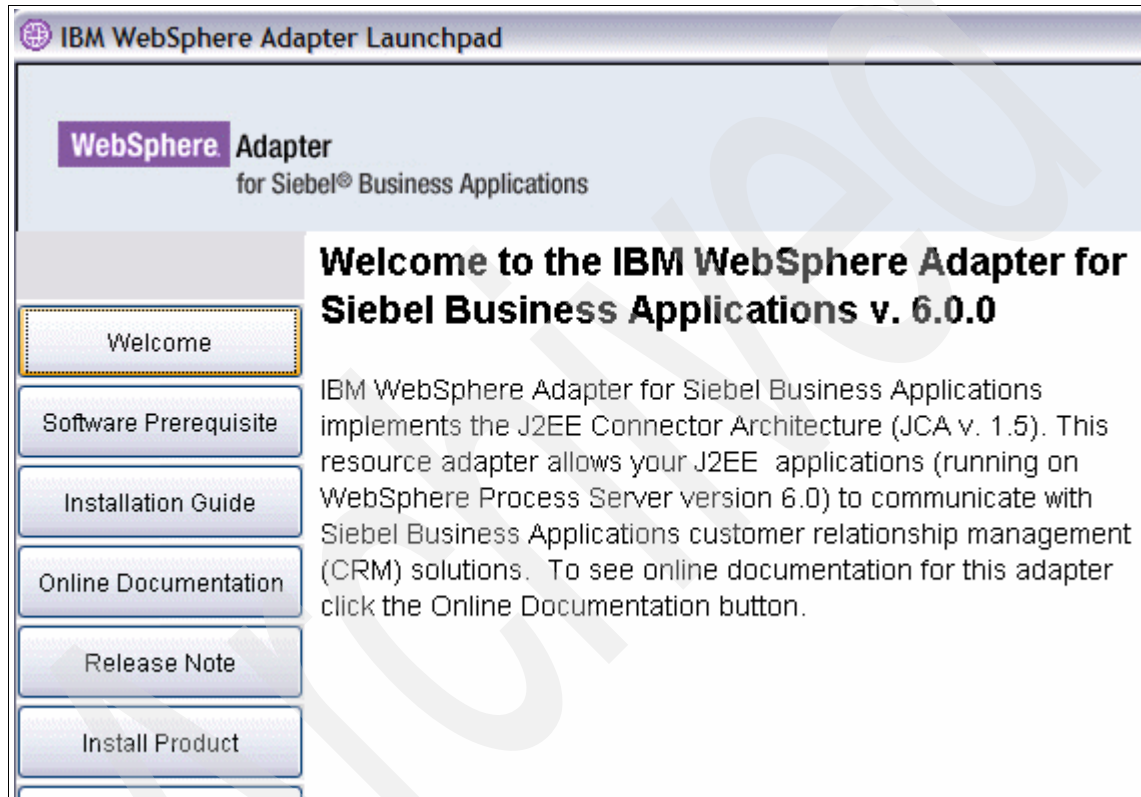 IBM WebSphere Adapter Launchpad
WebSphere. Adapter
for Siebel® Business Applications
Welcome to the IBM WebSphere Adapter for
Siebel Business Applications v. 6.0.0
Welcome
Software Prerequisite
Installation Guide
Online Documentation
Release Note
Install Product
IBM WebSphere Adapter for Siebel Business Applications
implements the J2EE Connector Architecture (JCA v. 1.5). This
resource adapter allows your J2EE applications (running on
WebSphere Process Server version 6.0) to communicate with
Siebel Business Applications customer relationship management
(CRM) solutions. To see online documentation for this adapter
click the Online Documentation button.
Archived